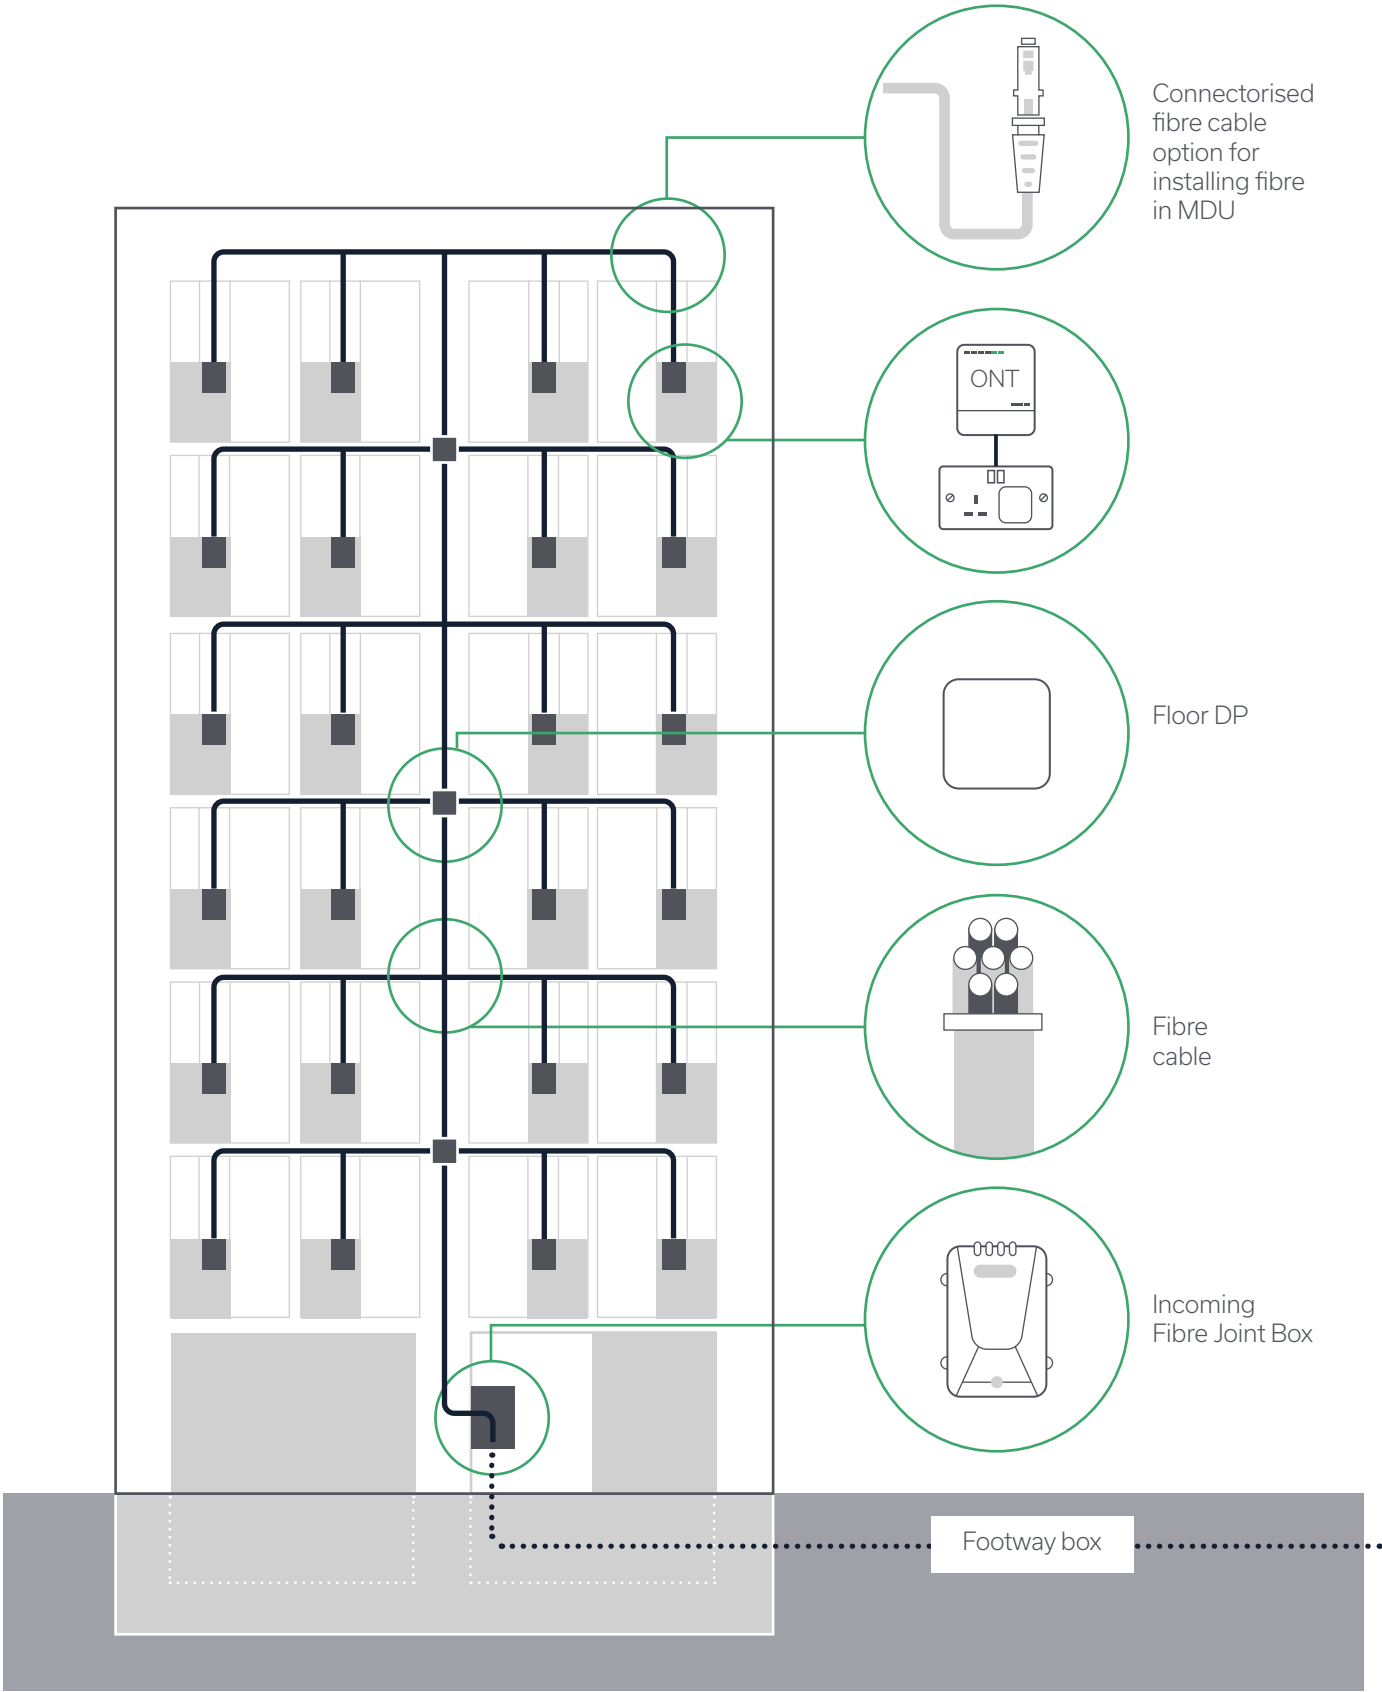 Connectorised
fibre cable
option for
installing fibre
in MDU
ONT
Floor DP
Fibre
cable
Incoming
Fibre Joint Box
Footway box